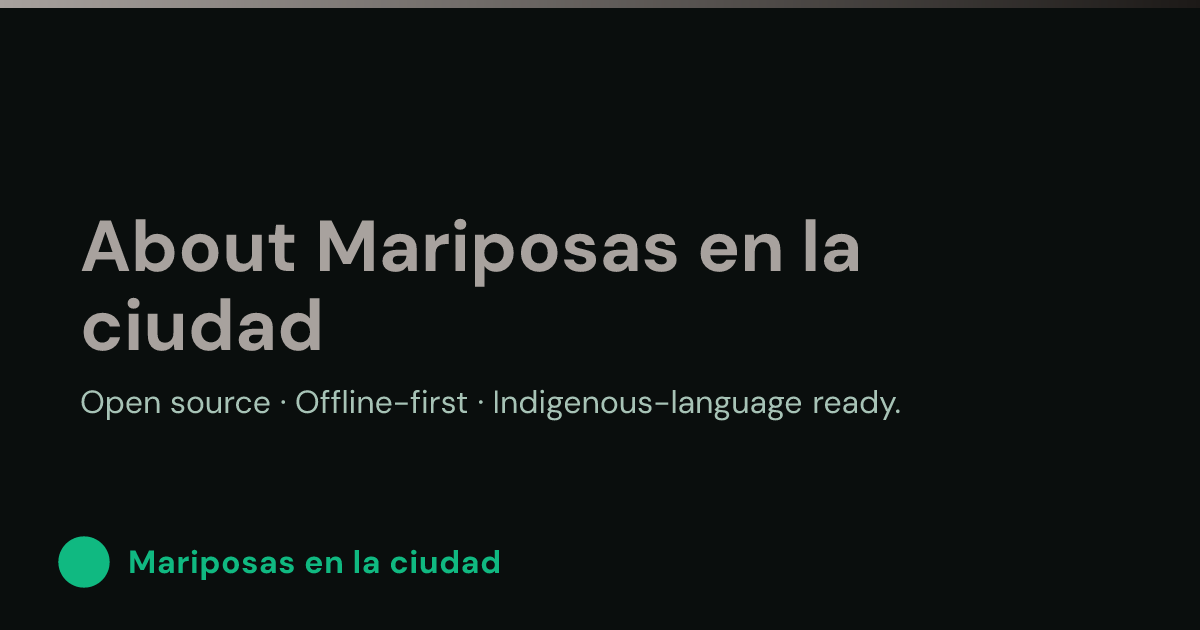 About Mariposas en la
ciudad
Open source · Offline-first · Indigenous-language ready.
Mariposas en la ciudad